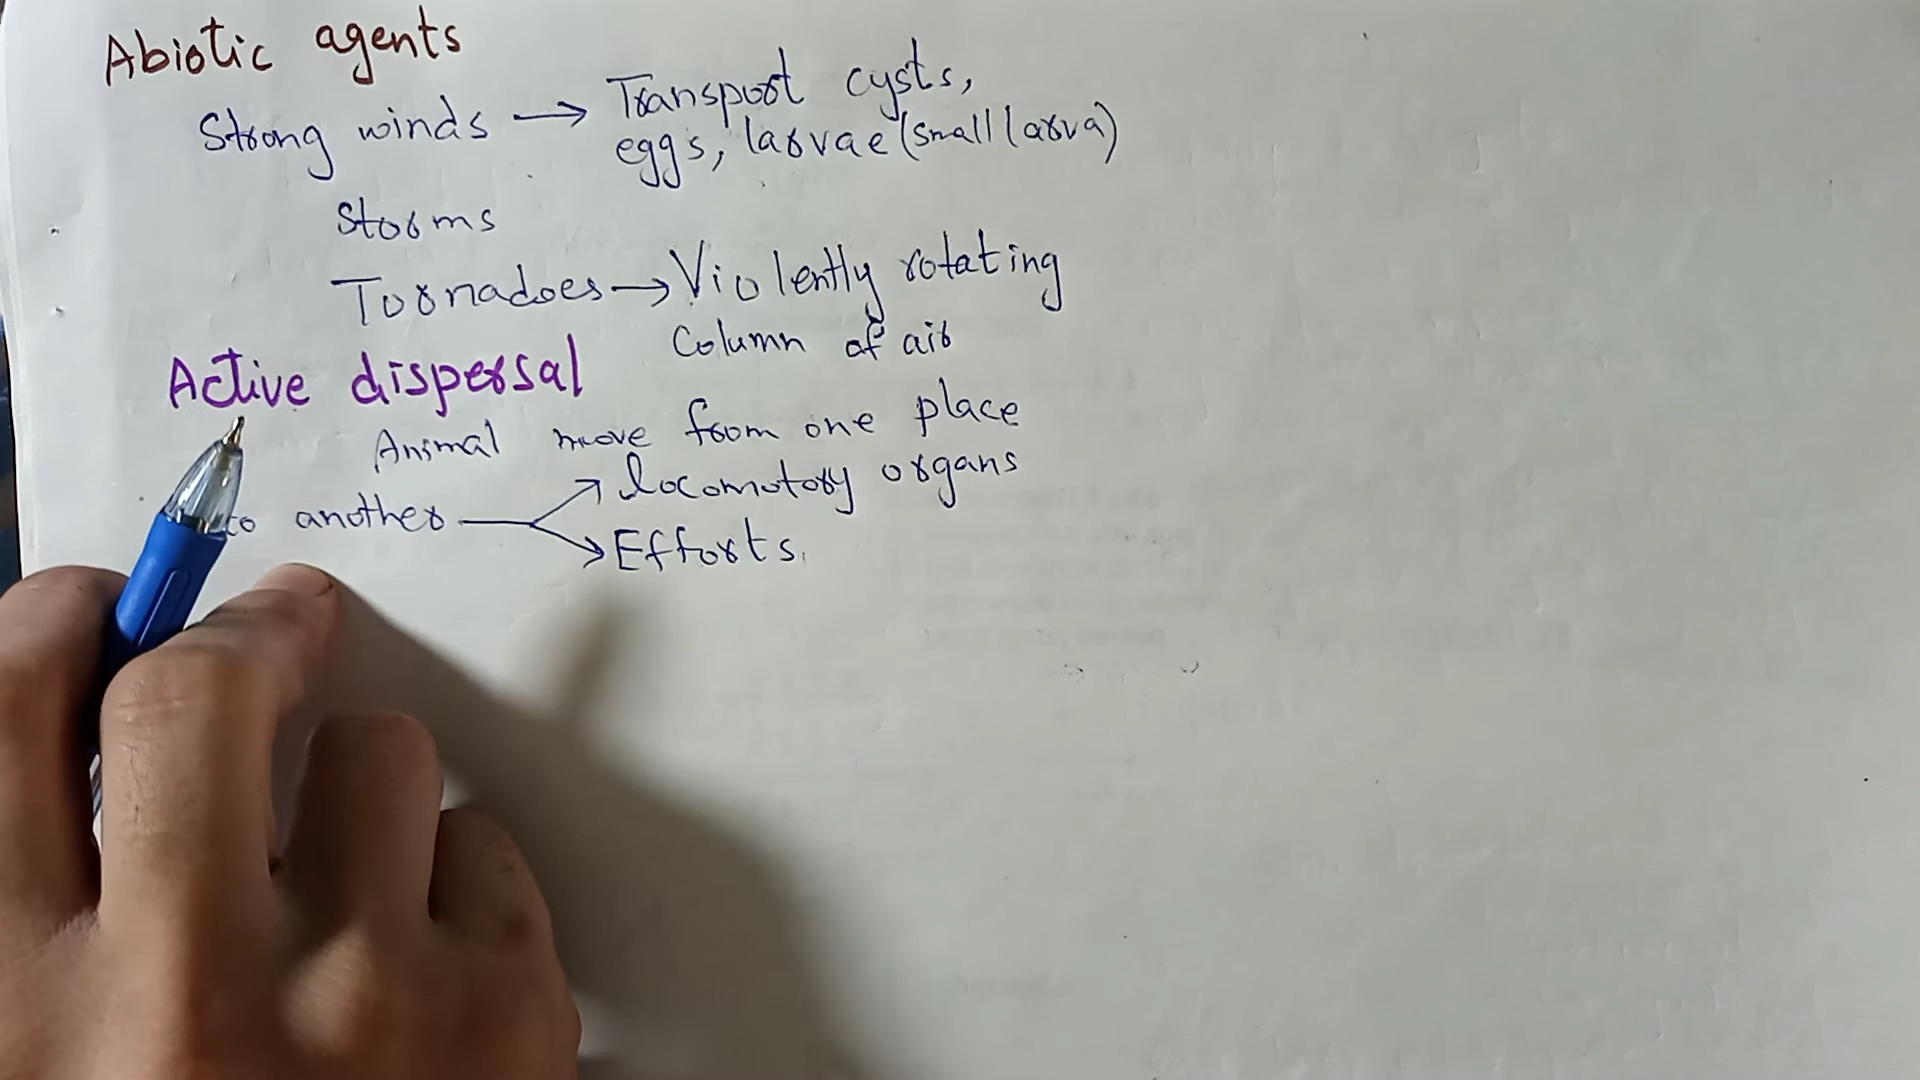 Abiotic agents
Strong winds → Transport cysts,
eggs, larvae (small larva)
Storms
Tornadoes → Violently rotating
Column of air
Active dispersal
Animal move from one place
to another → locomotory organs
→ Efforts.